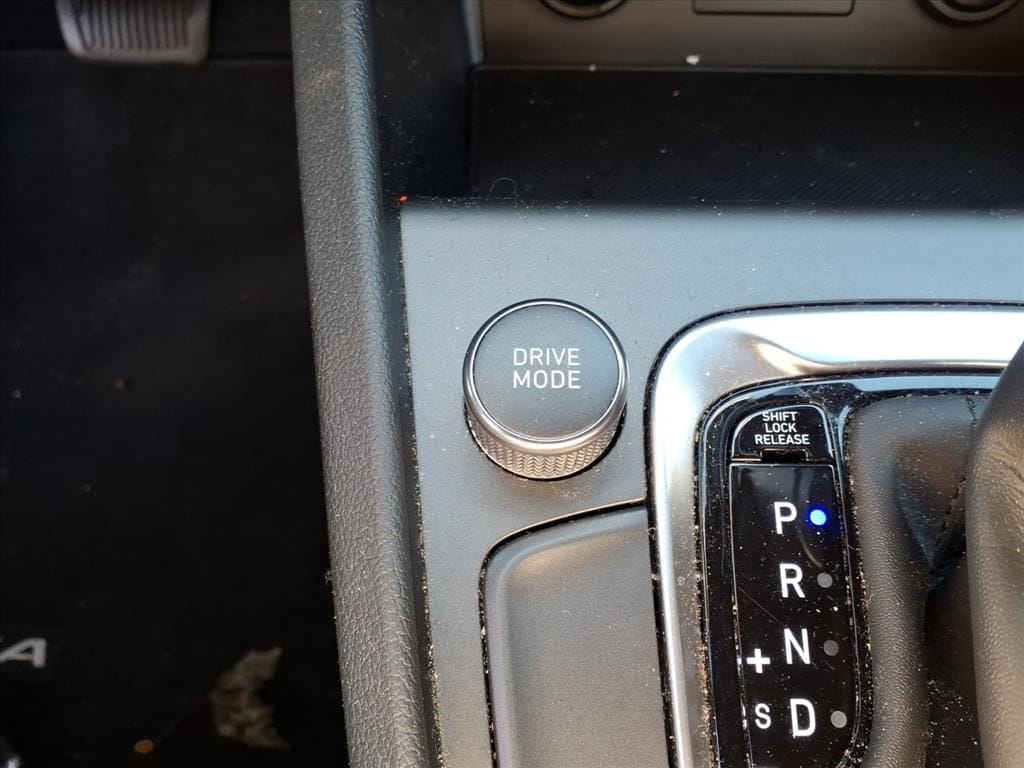 DRIVE
MODE
SHIFT
LOCK
RELEASE
P
R
N
+
S D
A